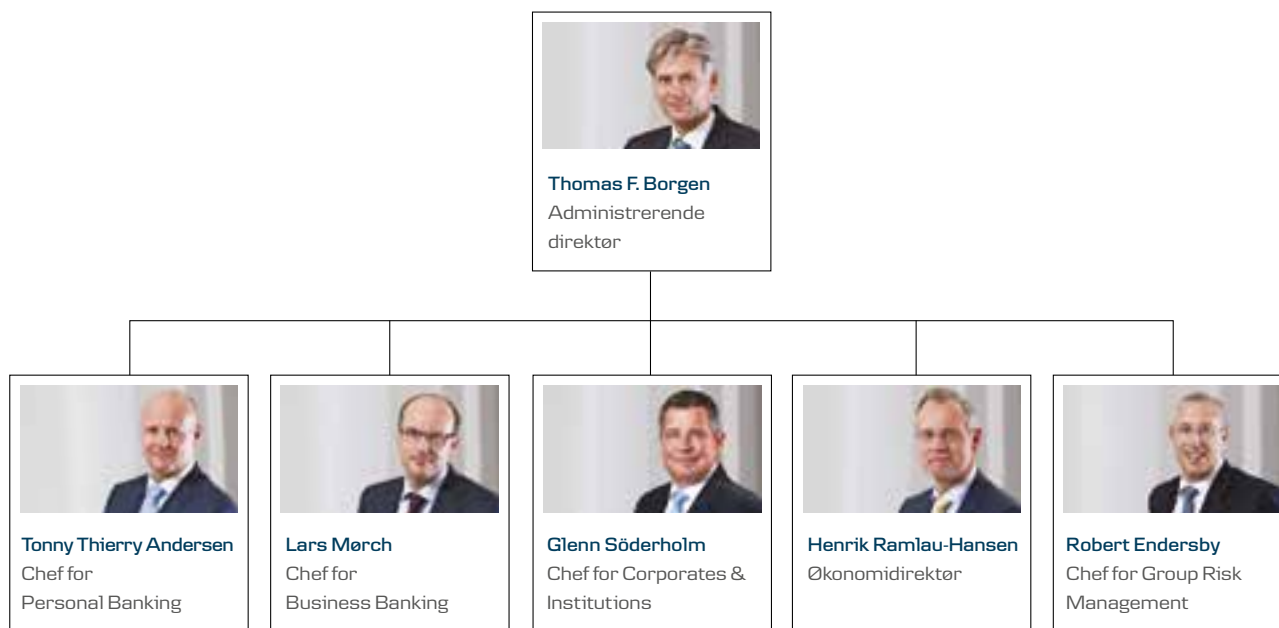 Thomas F. Borgen
Administrerende
direktør
Tonny Thierry Andersen
Chef for
Personal Banking
Lars Mørch
Chef for
Business Banking
Glenn Söderholm
Chef for Corporates &
Institutions
Henrik Ramlau-Hansen
Økonomidirektør
Robert Endersby
Chef for Group Risk
Management